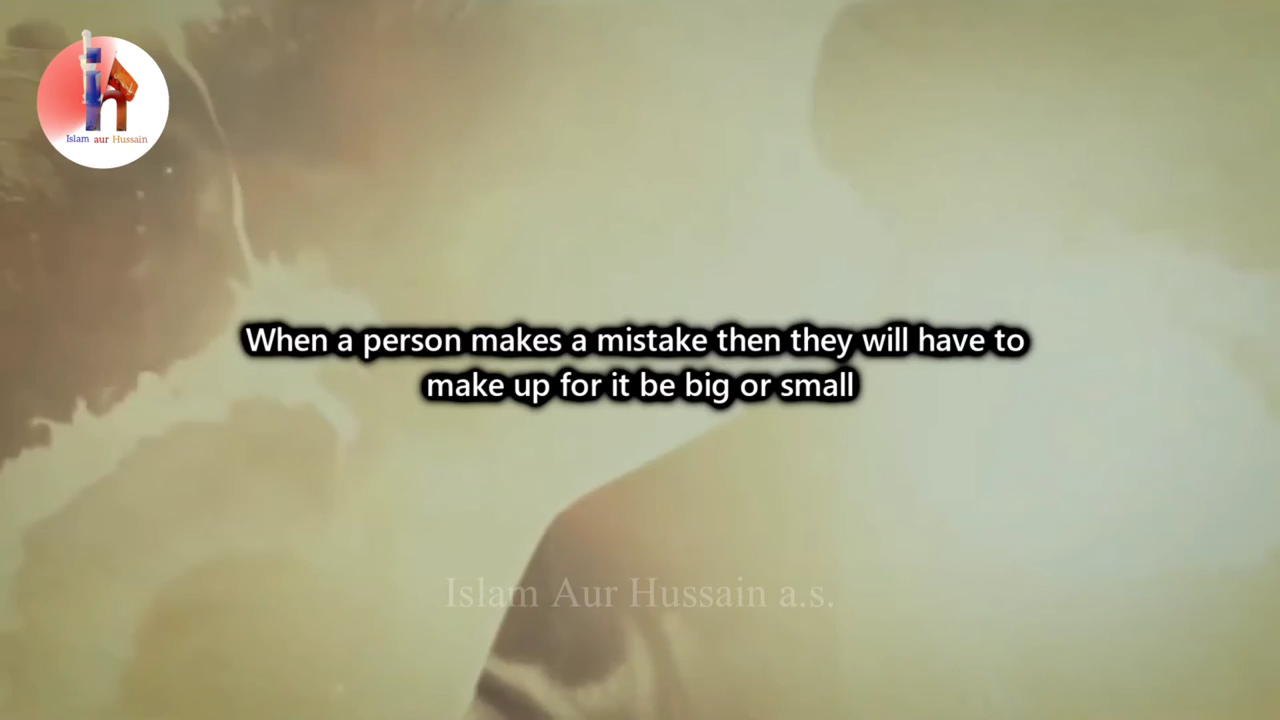 Islam aur Hussain
When a person makes a mistake then they will have to
make up for it be big or small
Islam Aur Hussain a.s.